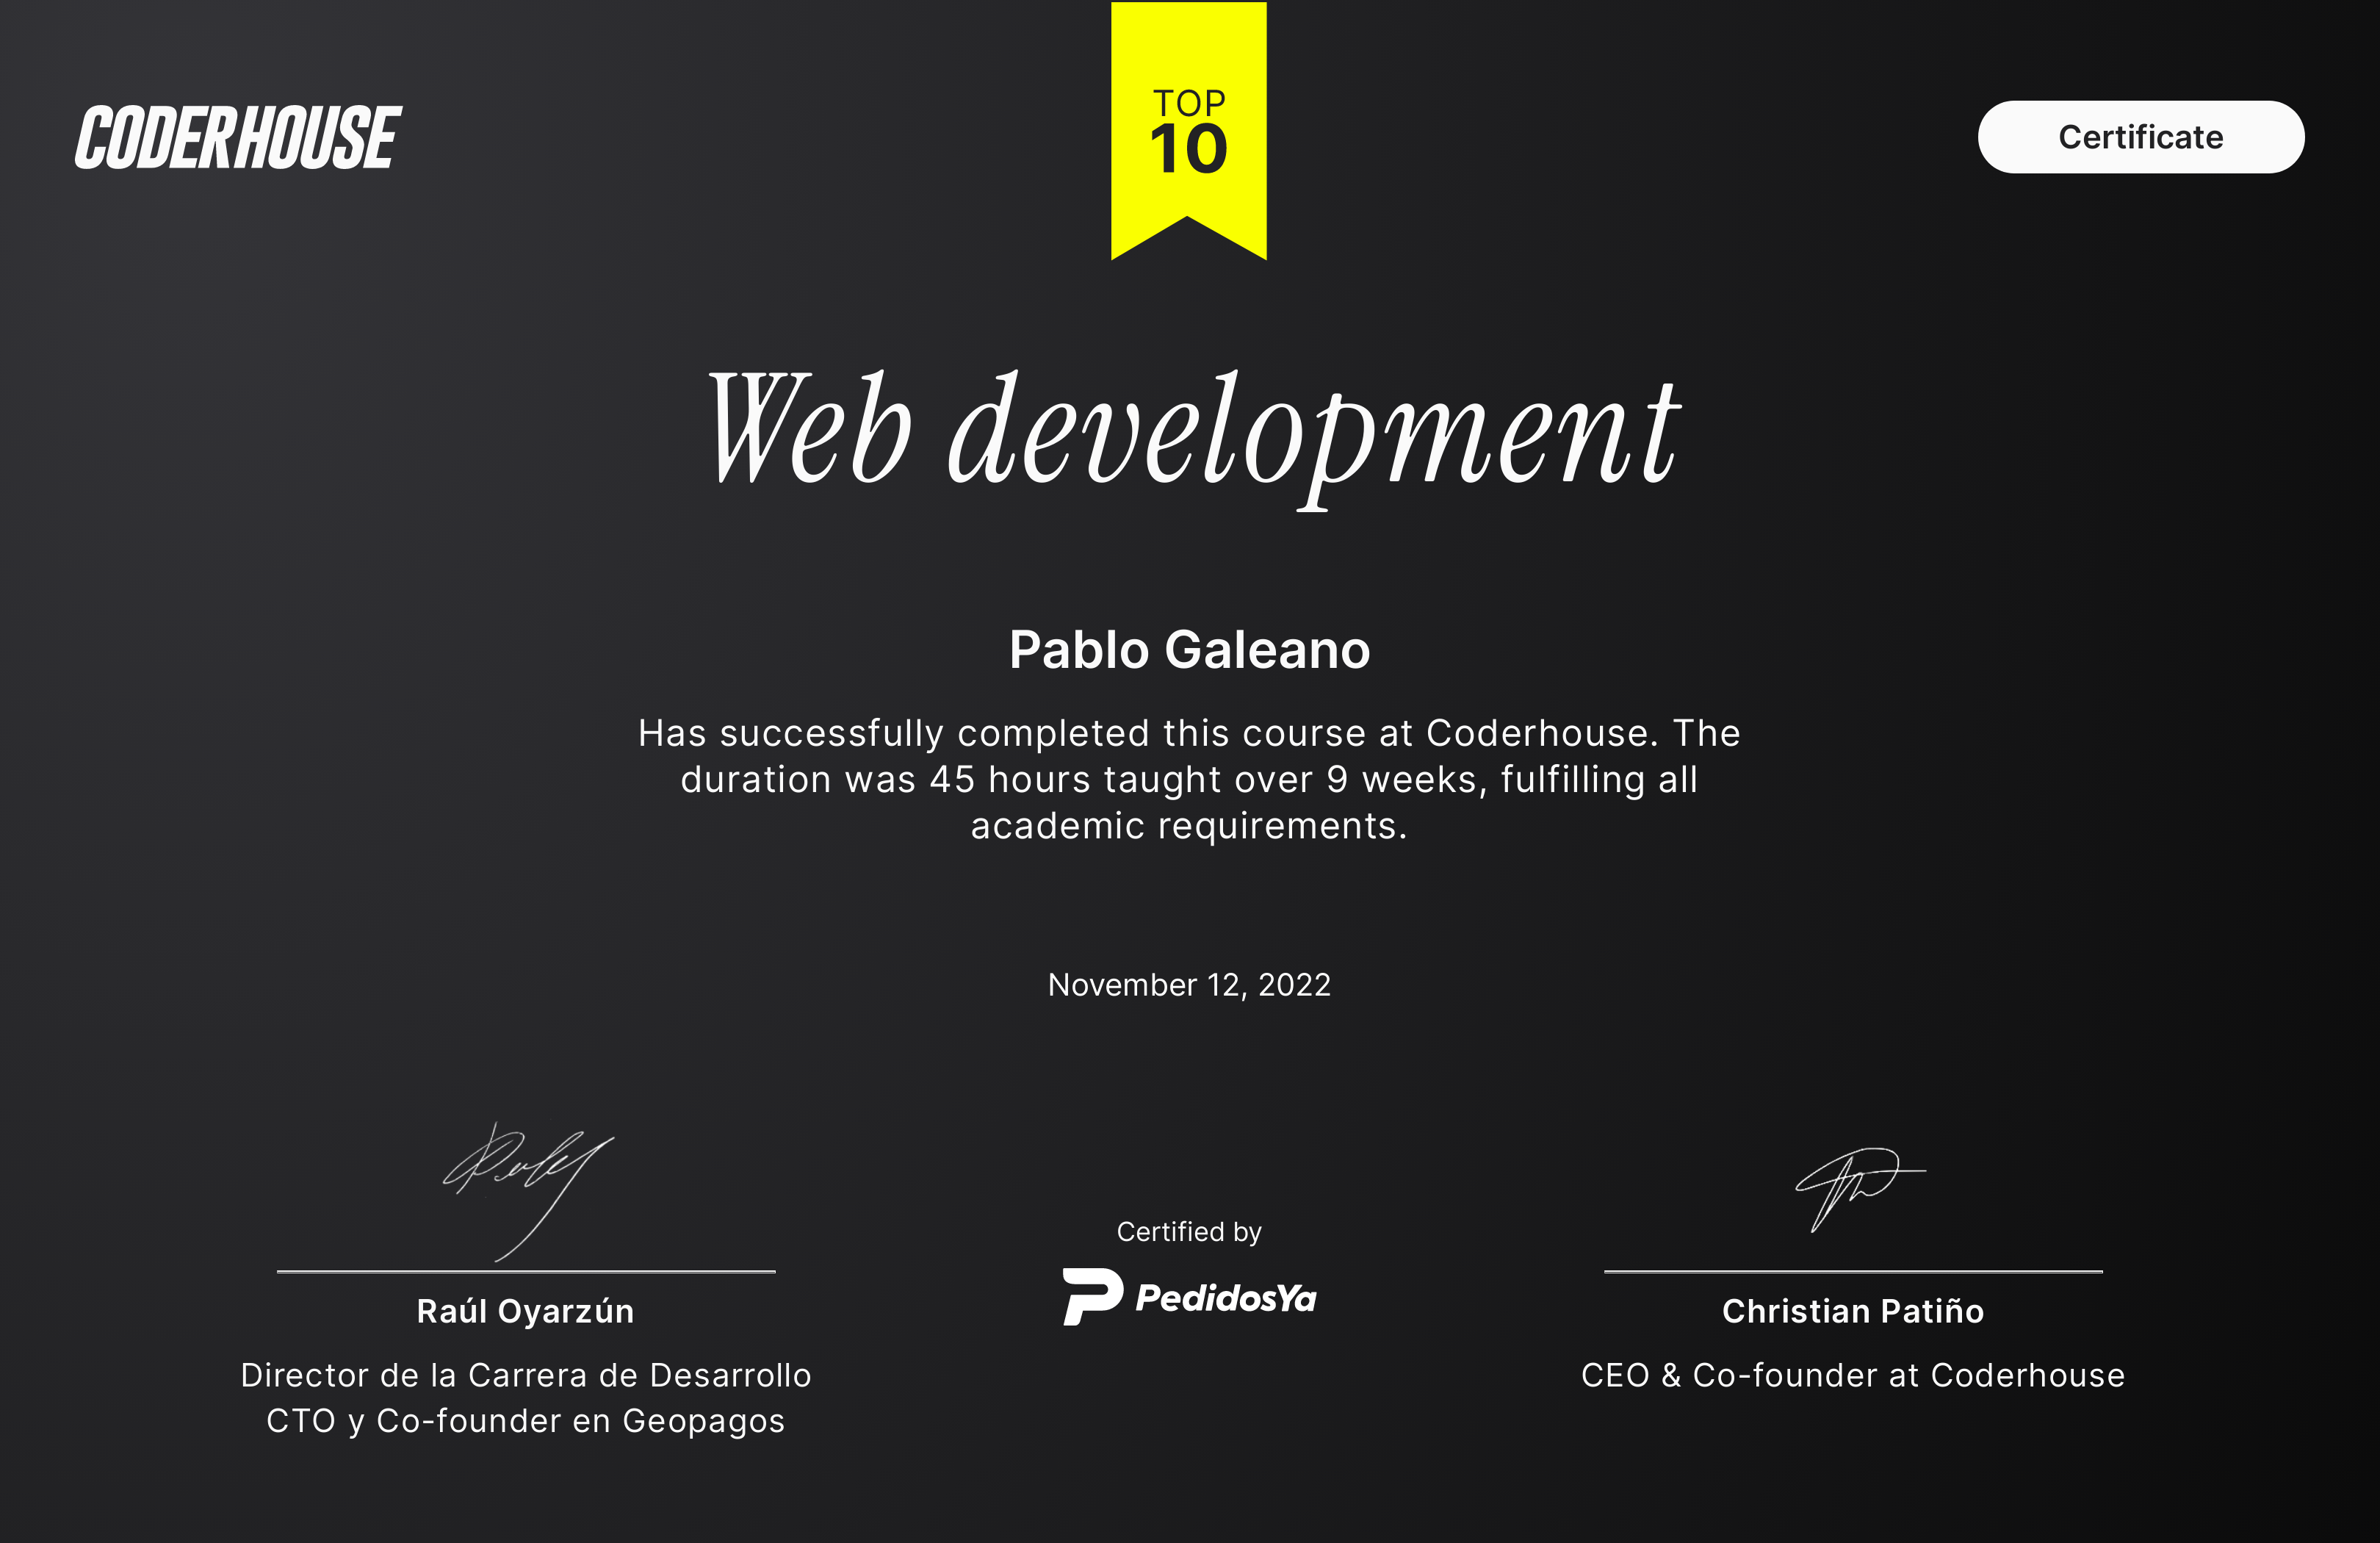 CODERHOUSE
TOP
10
Certificate
Web development
Pablo Galeano
Has successfully completed this course at Coderhouse. The
duration was 45 hours taught over 9 weeks, fulfilling all
academic requirements.
November 12, 2022
Raúl Oyarzún
Director de la Carrera de Desarrollo
CTO y Co-founder en Geopagos
Certified by
PedidosYa
Christian Patiño
CEO & Co-founder at Coderhouse